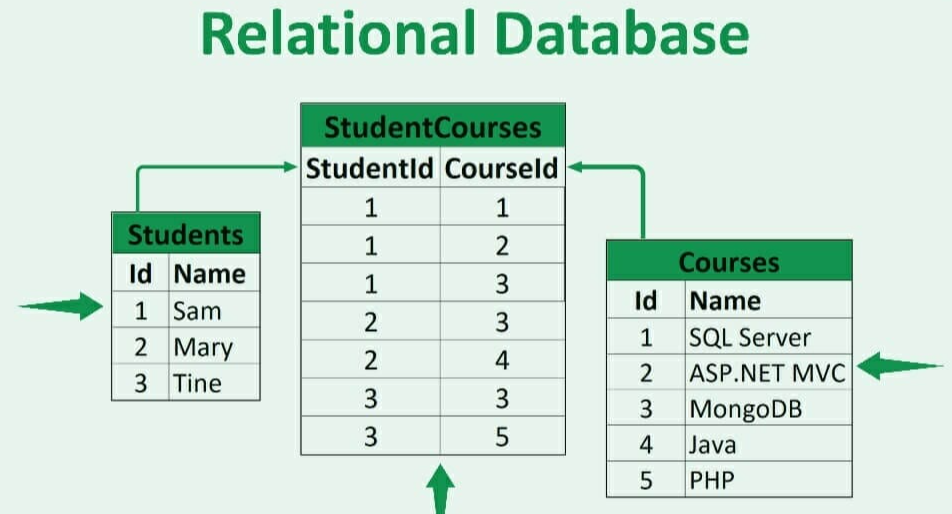 Relational Database
StudentCourses
StudentId CourseId
1 1
1 2
1 3
2 3
2 4
3 3
3 5
Students
Id Name
1 Sam
2 Mary
3 Tine
Courses
Id Name
1 SQL Server
2 ASP.NET MVC
3 MongoDB
4 Java
5 PHP